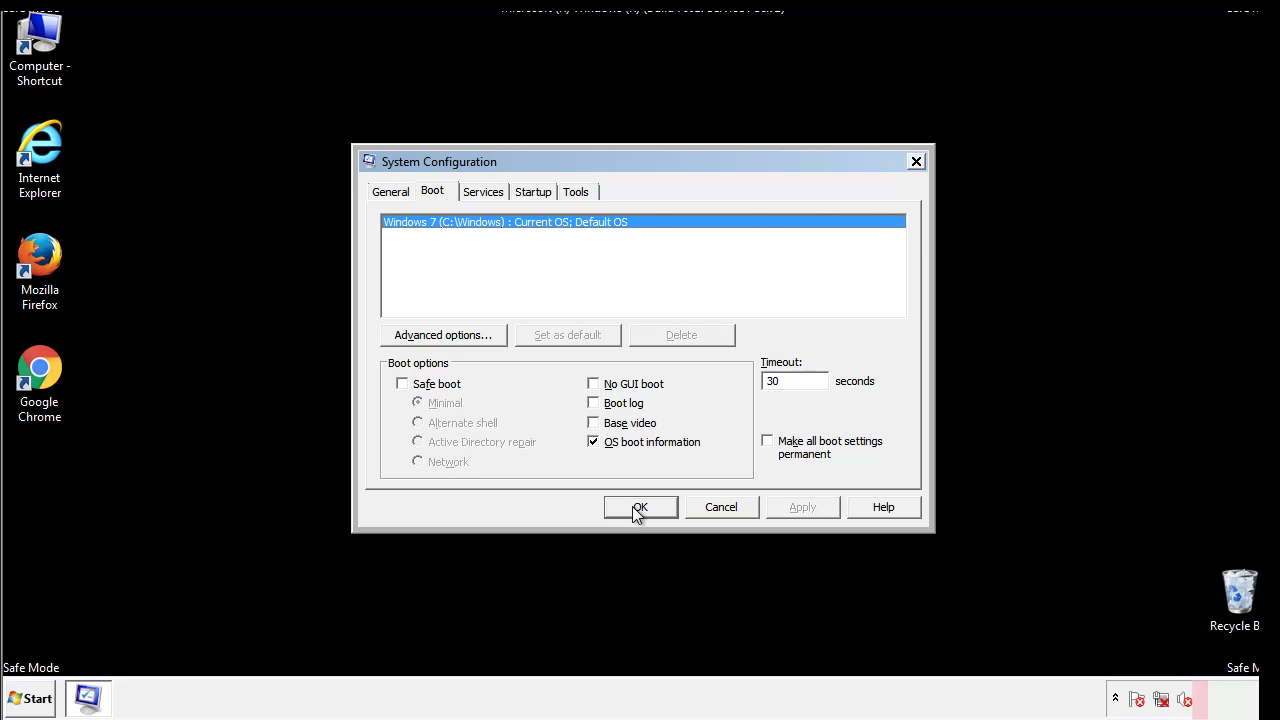 Computer -
Shortcut
Internet
Explorer
Mozilla
Firefox
Google
Chrome
System Configuration
General
Boot
Services
Startup
Tools
Windows 7 (C:\Windows) : Current OS; Default OS
Advanced options...
Set as default
Delete
Boot options
Safe boot
Minimal
Alternate shell
Active Directory repair
Network
No GUI boot
Boot log
Base video
OS boot information
Timeout:
30 seconds
Make all boot settings
permanent
OK
Cancel
Apply
Help
Recycle B
Safe Mode
Safe M
Start